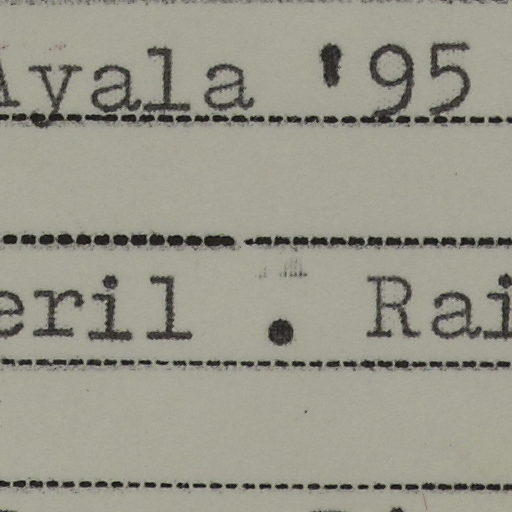 Ayala '95
eril . Rai